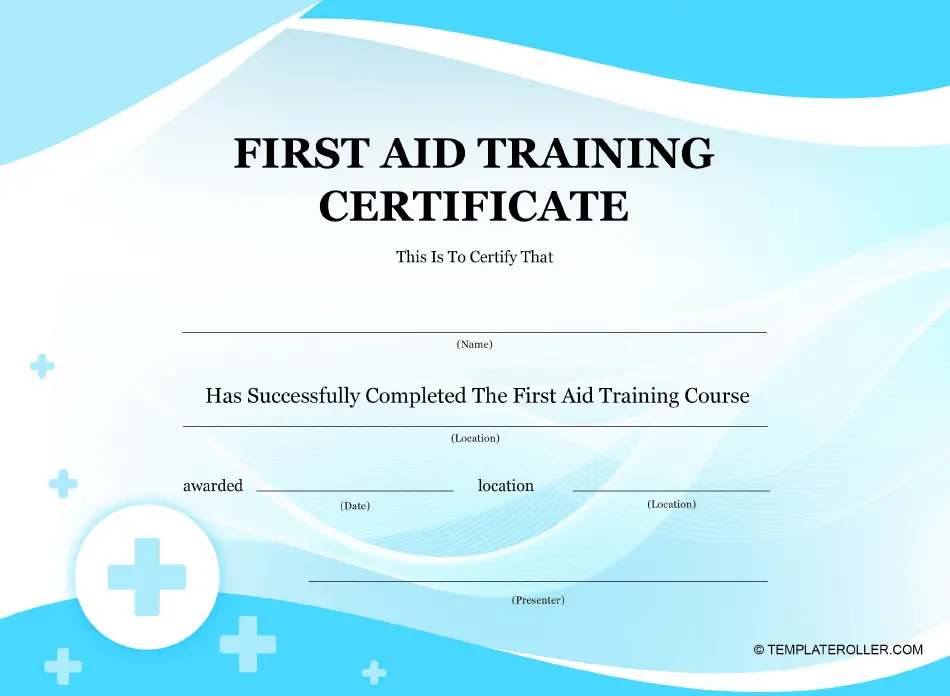 FIRST AID TRAINING
CERTIFICATE
This Is To Certify That
(Name)
Has Successfully Completed The First Aid Training Course
(Location)
awarded location
(Date) (Location)
(Presenter)
© TEMPLATEROLLER.COM